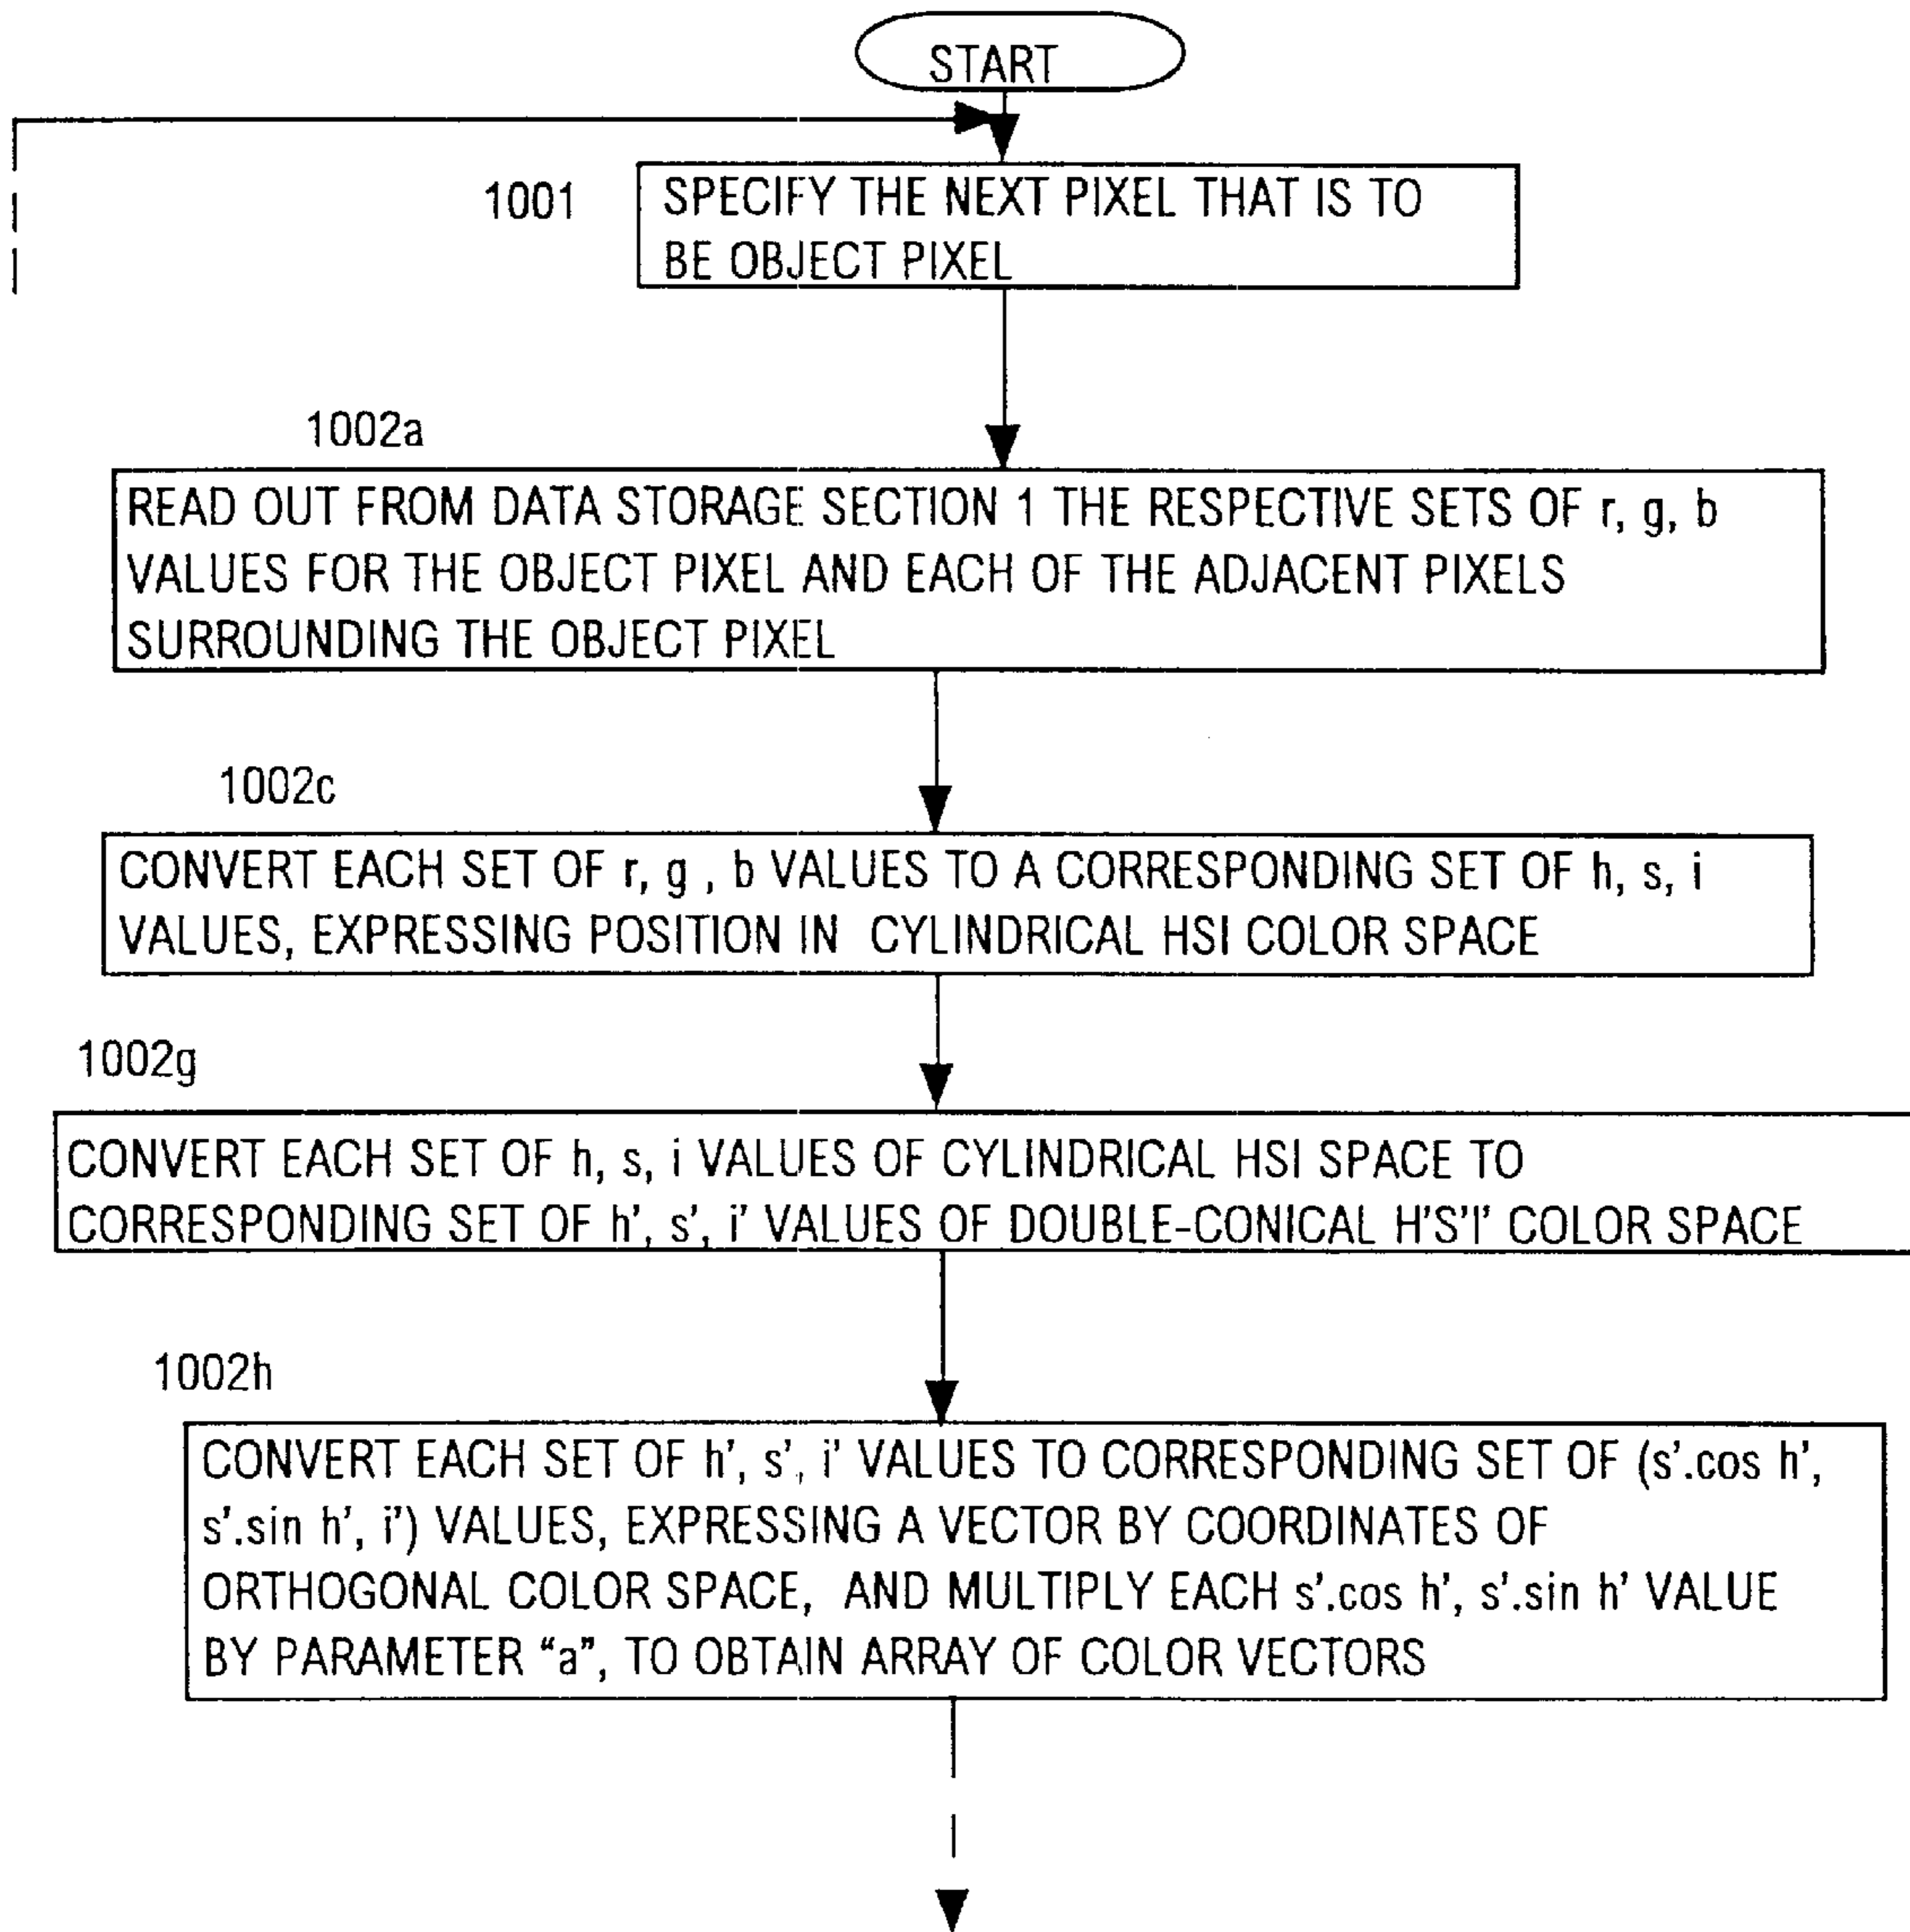 START
1001
SPECIFY THE NEXT PIXEL THAT IS TO
BE OBJECT PIXEL
1002a
READ OUT FROM DATA STORAGE SECTION 1 THE RESPECTIVE SETS OF r, g, b
VALUES FOR THE OBJECT PIXEL AND EACH OF THE ADJACENT PIXELS
SURROUNDING THE OBJECT PIXEL
1002c
CONVERT EACH SET OF r, g , b VALUES TO A CORRESPONDING SET OF h, s, i
VALUES, EXPRESSING POSITION IN CYLINDRICAL HSI COLOR SPACE
1002g
CONVERT EACH SET OF h, s, i VALUES OF CYLINDRICAL HSI SPACE TO
CORRESPONDING SET OF h', s', i' VALUES OF DOUBLE-CONICAL H'S'I' COLOR SPACE
1002h
CONVERT EACH SET OF h', s', i' VALUES TO CORRESPONDING SET OF (s'.cos h',
s'.sin h', i') VALUES, EXPRESSING A VECTOR BY COORDINATES OF
ORTHOGONAL COLOR SPACE, AND MULTIPLY EACH s'.cos h', s'.sin h' VALUE
BY PARAMETER “a”, TO OBTAIN ARRAY OF COLOR VECTORS